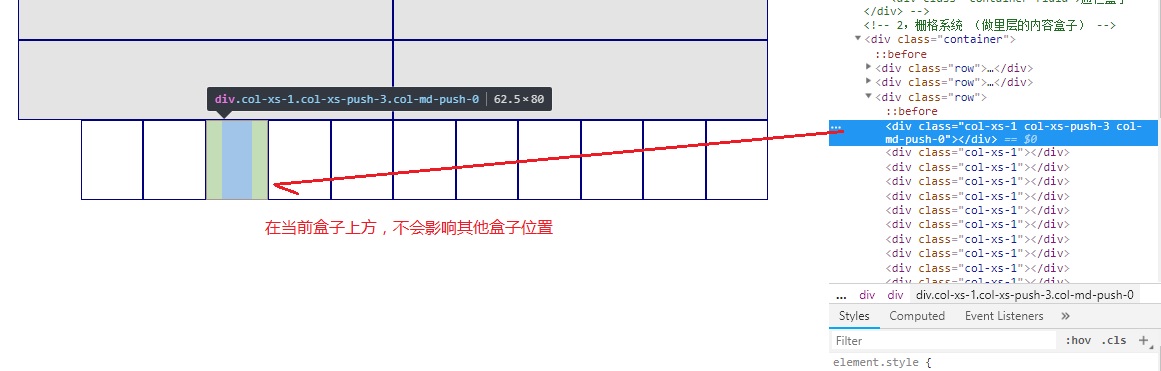 </div> -->
<!-- 2，栅格系统 （做里层的内容盒子） -->
<div class="container">
::before
<div class="row">…</div>
<div class="row">…</div>
<div class="row">
::before
<div class="col-xs-1 col-xs-push-3 col-
md-push-0"></div> == $0
<div class="col-xs-1"></div>
<div class="col-xs-1"></div>
<div class="col-xs-1"></div>
<div class="col-xs-1"></div>
<div class="col-xs-1"></div>
<div class="col-xs-1"></div>
<div class="col-xs-1"></div>
<div class="col-xs-1"></div>
<div class="col-xs-1"></div>
div.col-xs-1.col-xs-push-3.col-md-push-0 | 62.5×80
在当前盒子上方，不会影响其他盒子位置
... div div div.col-xs-1.col-xs-push-3.col-md-push-0
Styles Computed Event Listeners »
Filter :hov .cls +
element.style {